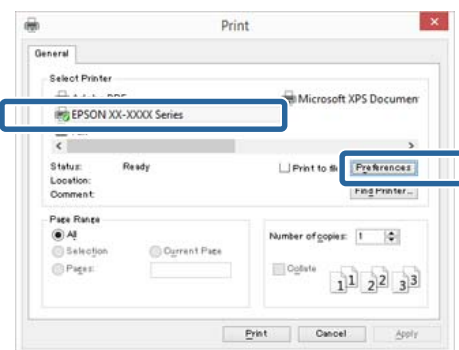 Print
General
Select Printer
EPSON XX-XXXX Series
Microsoft XPS Documen
Status: Ready
Print to
Preferences
Location:
Comment:
Find Printer...
Page Range
All
Selection
Current Page
Pages:
Number of copies: 1
Collate
1 1 2 2 3 3
Print
Cancel
Apply